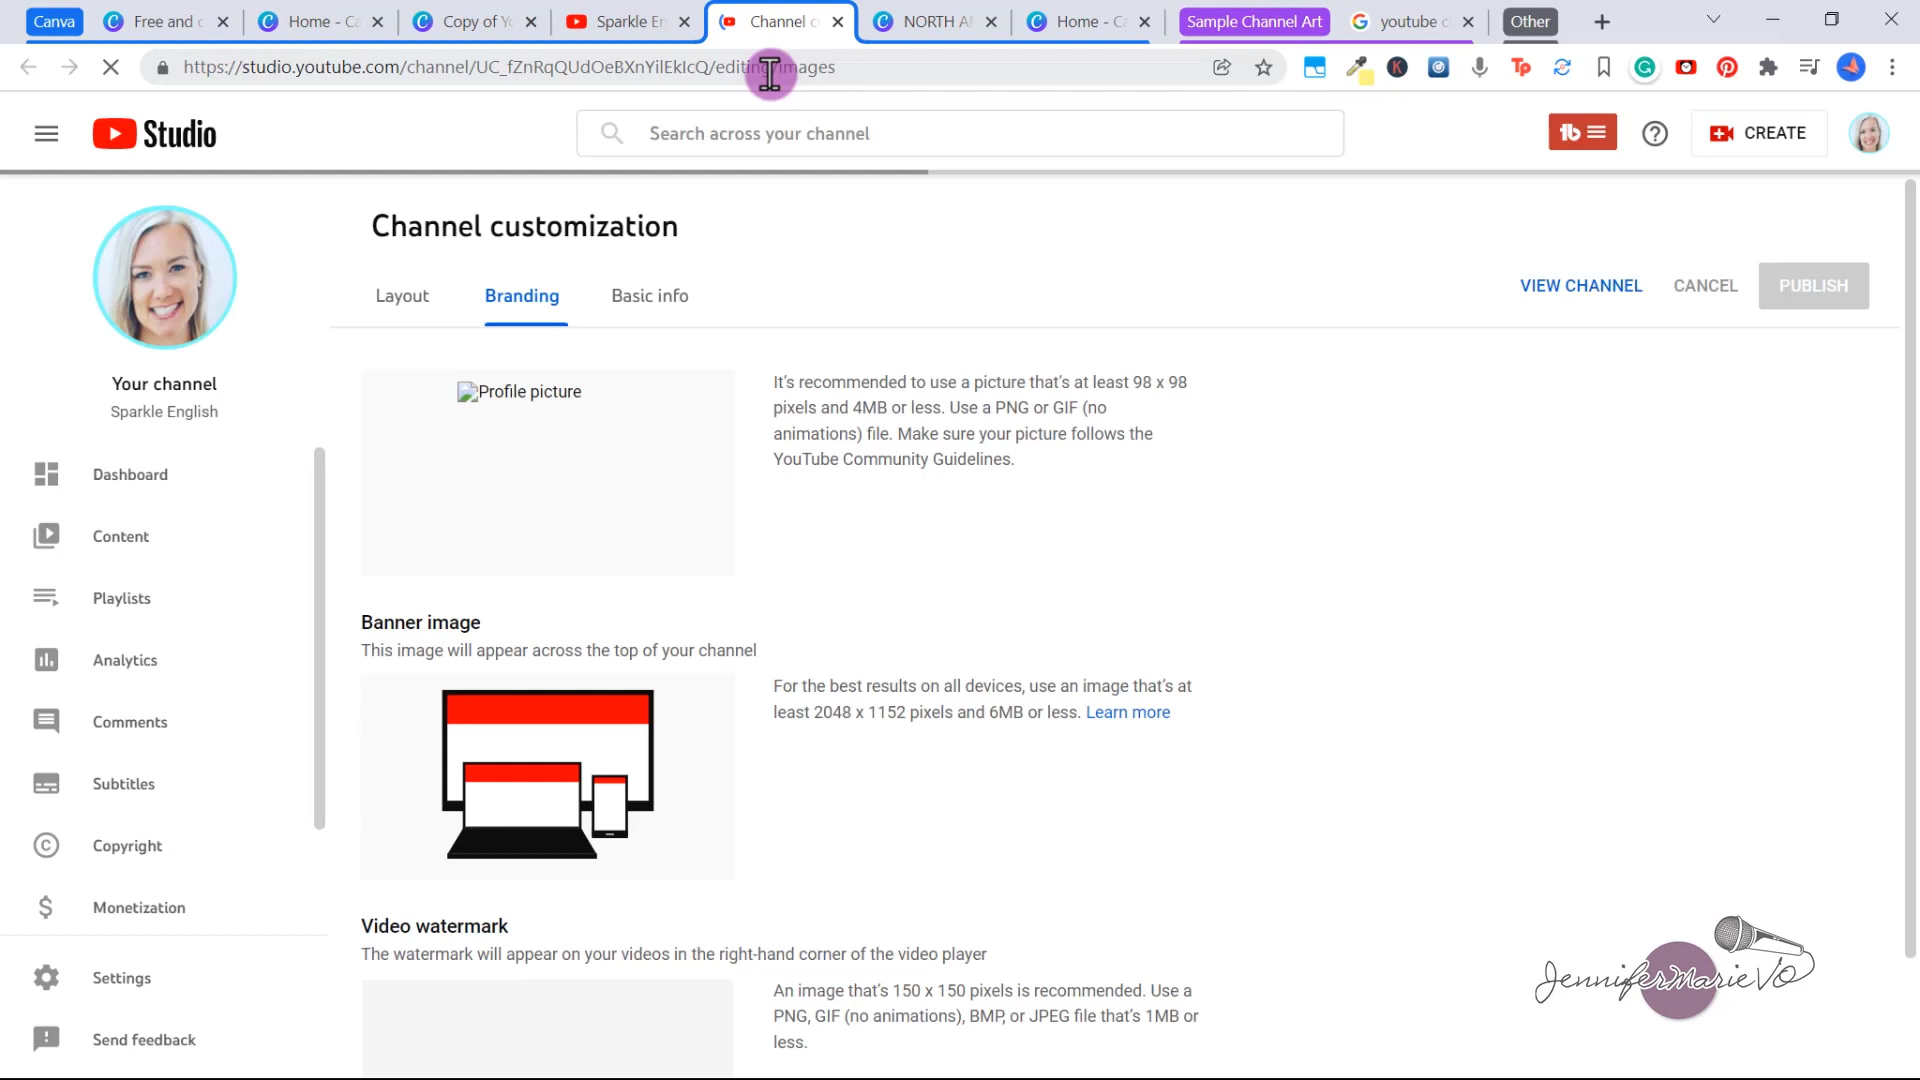 Canva
Free and c
Home - Ca
Copy of Yo
Sparkle En
Channel cu
NORTH A
Home - Ca
Sample Channel Art
youtube c
Other
https://studio.youtube.com/channel/UC_fZnRqQUdOeBXnYilEkIcQ/editing/images
Studio
Search across your channel
CREATE
Channel customization
Layout
Branding
Basic info
VIEW CHANNEL
CANCEL
PUBLISH
Your channel
Sparkle English
Dashboard
Content
Playlists
Analytics
Comments
Subtitles
Copyright
Monetization
Settings
Send feedback
Profile picture
It's recommended to use a picture that's at least 98 x 98
pixels and 4MB or less. Use a PNG or GIF (no
animations) file. Make sure your picture follows the
YouTube Community Guidelines.
Banner image
This image will appear across the top of your channel
For the best results on all devices, use an image that's at
least 2048 x 1152 pixels and 6MB or less. Learn more
Video watermark
The watermark will appear on your videos in the right-hand corner of the video player
An image that's 150 x 150 pixels is recommended. Use a
PNG, GIF (no animations), BMP, or JPEG file that's 1MB or
less.
JenniferMarieVO